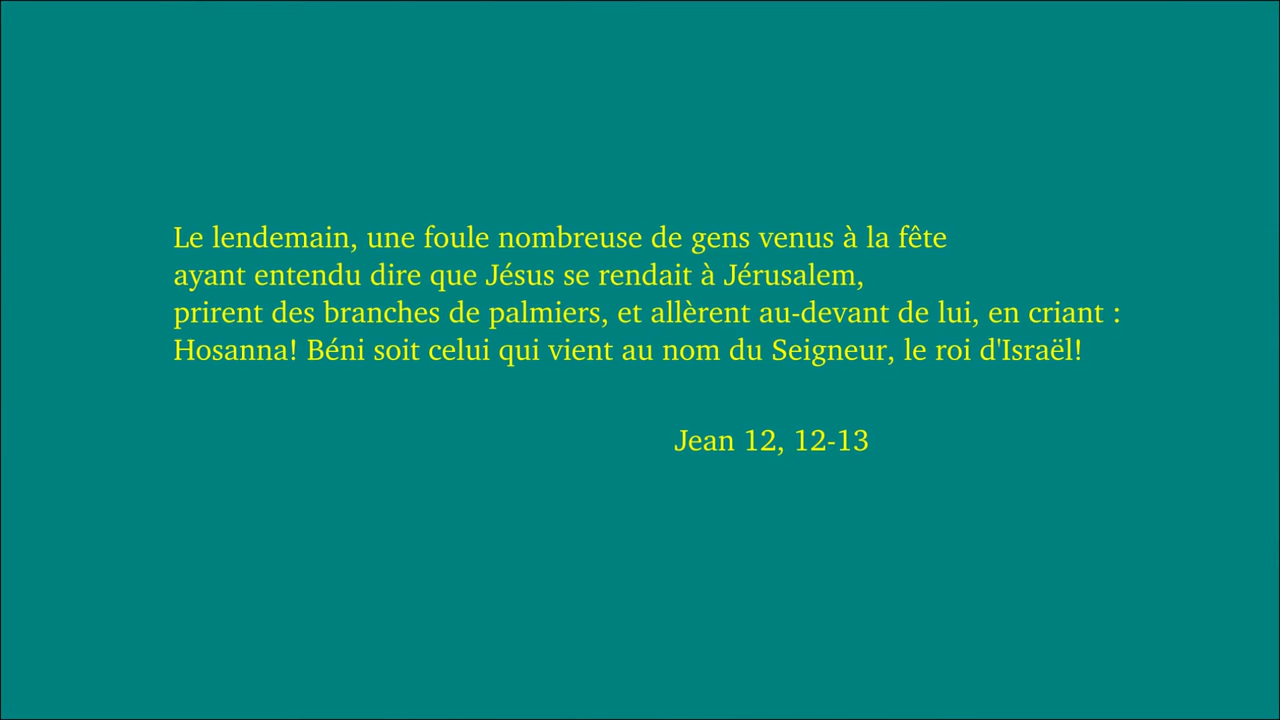 Le lendemain, une foule nombreuse de gens venus à la fête
ayant entendu dire que Jésus se rendait à Jérusalem,
prirent des branches de palmiers, et allèrent au-devant de lui, en criant :
Hosanna! Béni soit celui qui vient au nom du Seigneur, le roi d'Israël!
Jean 12, 12-13